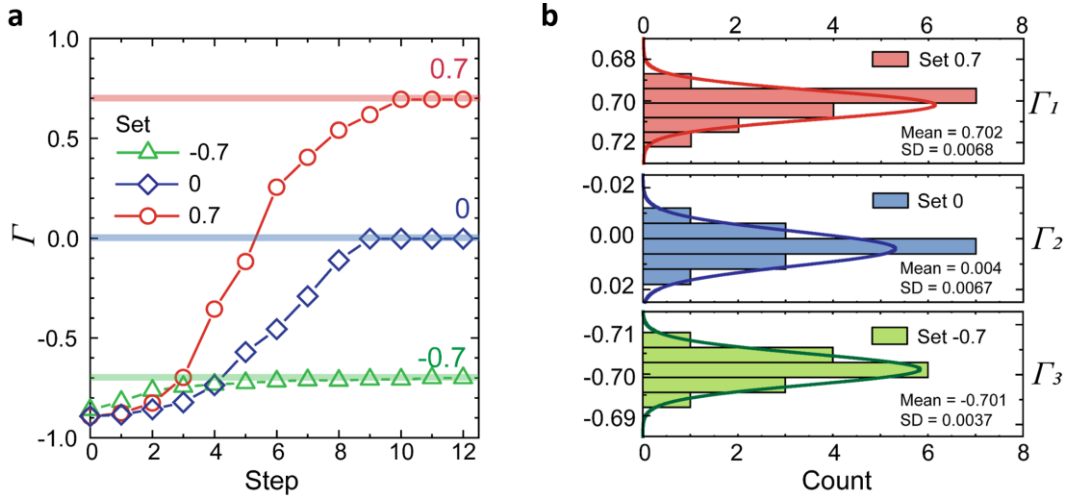 a
1.0
0.5
0.0
-0.5
-1.0
Γ
0.7
0
-0.7
Set
-0.7
0
0.7
0 2 4 6 8 10 12
Step
b
0 2 4 6 8
0.68
0.70
0.72
Set 0.7
Mean = 0.702
SD = 0.0068
Γ1
-0.02
0.00
0.02
Set 0
Mean = 0.004
SD = 0.0067
Γ2
-0.71
-0.70
-0.69
Set -0.7
Mean = -0.701
SD = 0.0037
Γ3
0 2 4 6 8
Count